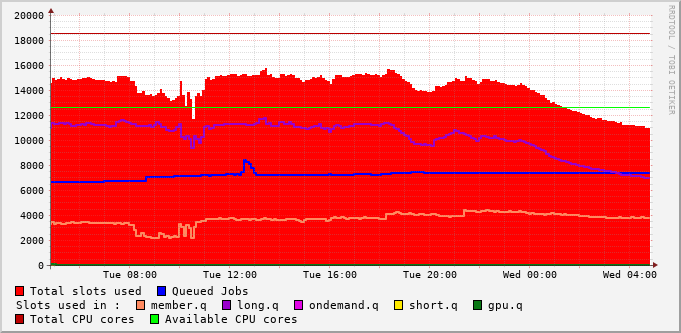 20000
18000
16000
14000
12000
10000
8000
6000
4000
2000
0
Tue 08:00 Tue 12:00 Tue 16:00 Tue 20:00 Wed 00:00 Wed 04:00
Total slots used Queued Jobs
Slots used in : member.q long.q ondemand.q short.q gpu.q
Total CPU cores Available CPU cores
RRDTOOL / TOBI OETIKER